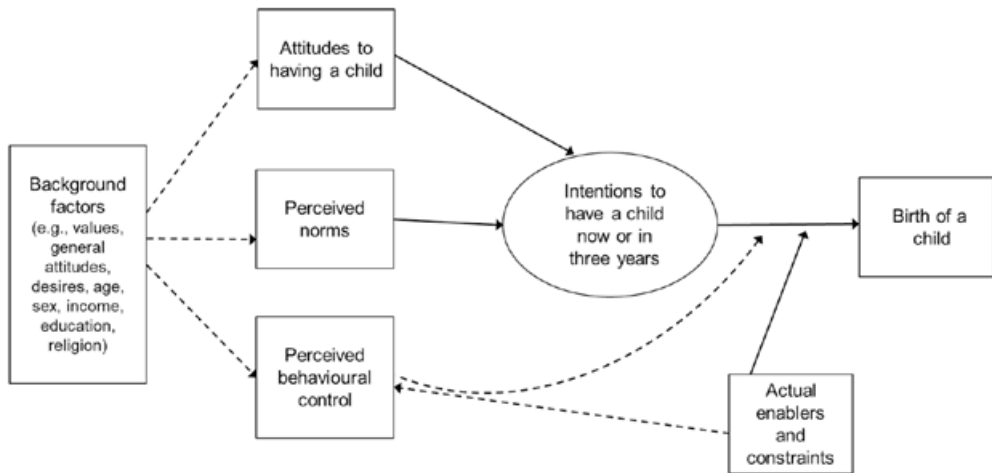 Attitudes to
having a child
Background
factors
(e.g., values,
general
attitudes,
desires, age,
sex, income,
education,
religion)
Perceived
norms
Perceived
behavioural
control
Intentions to
have a child
now or in
three years
Birth of a
child
Actual
enablers
and
constraints